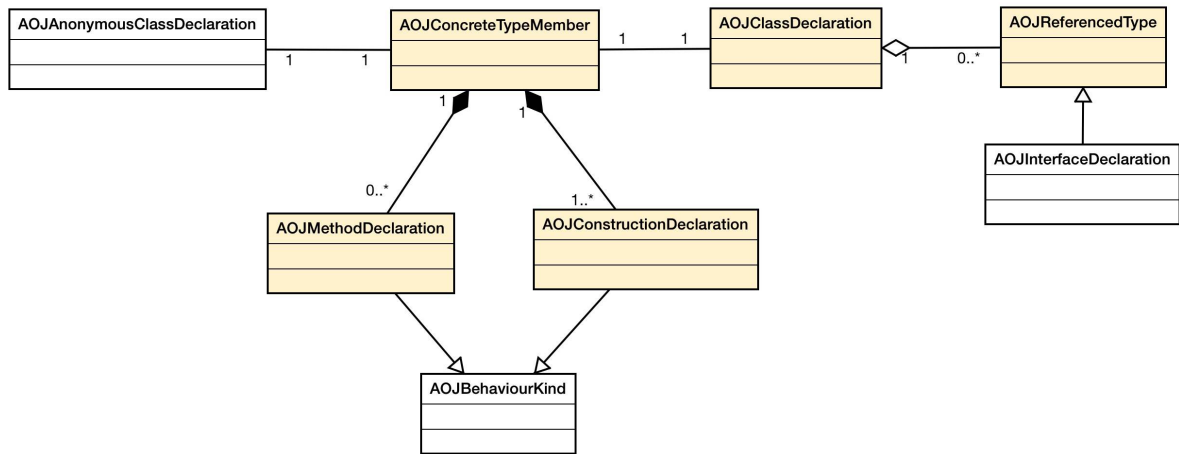 AOJAnonymousClassDeclaration
AOJConcreteTypeMember
AOJClassDeclaration
AOJReferencedType
1
1
1
1
1
0..*
1
1
AOJInterfaceDeclaration
0..*
1..*
AOJMethodDeclaration
AOJConstructionDeclaration
AOJBehaviourKind